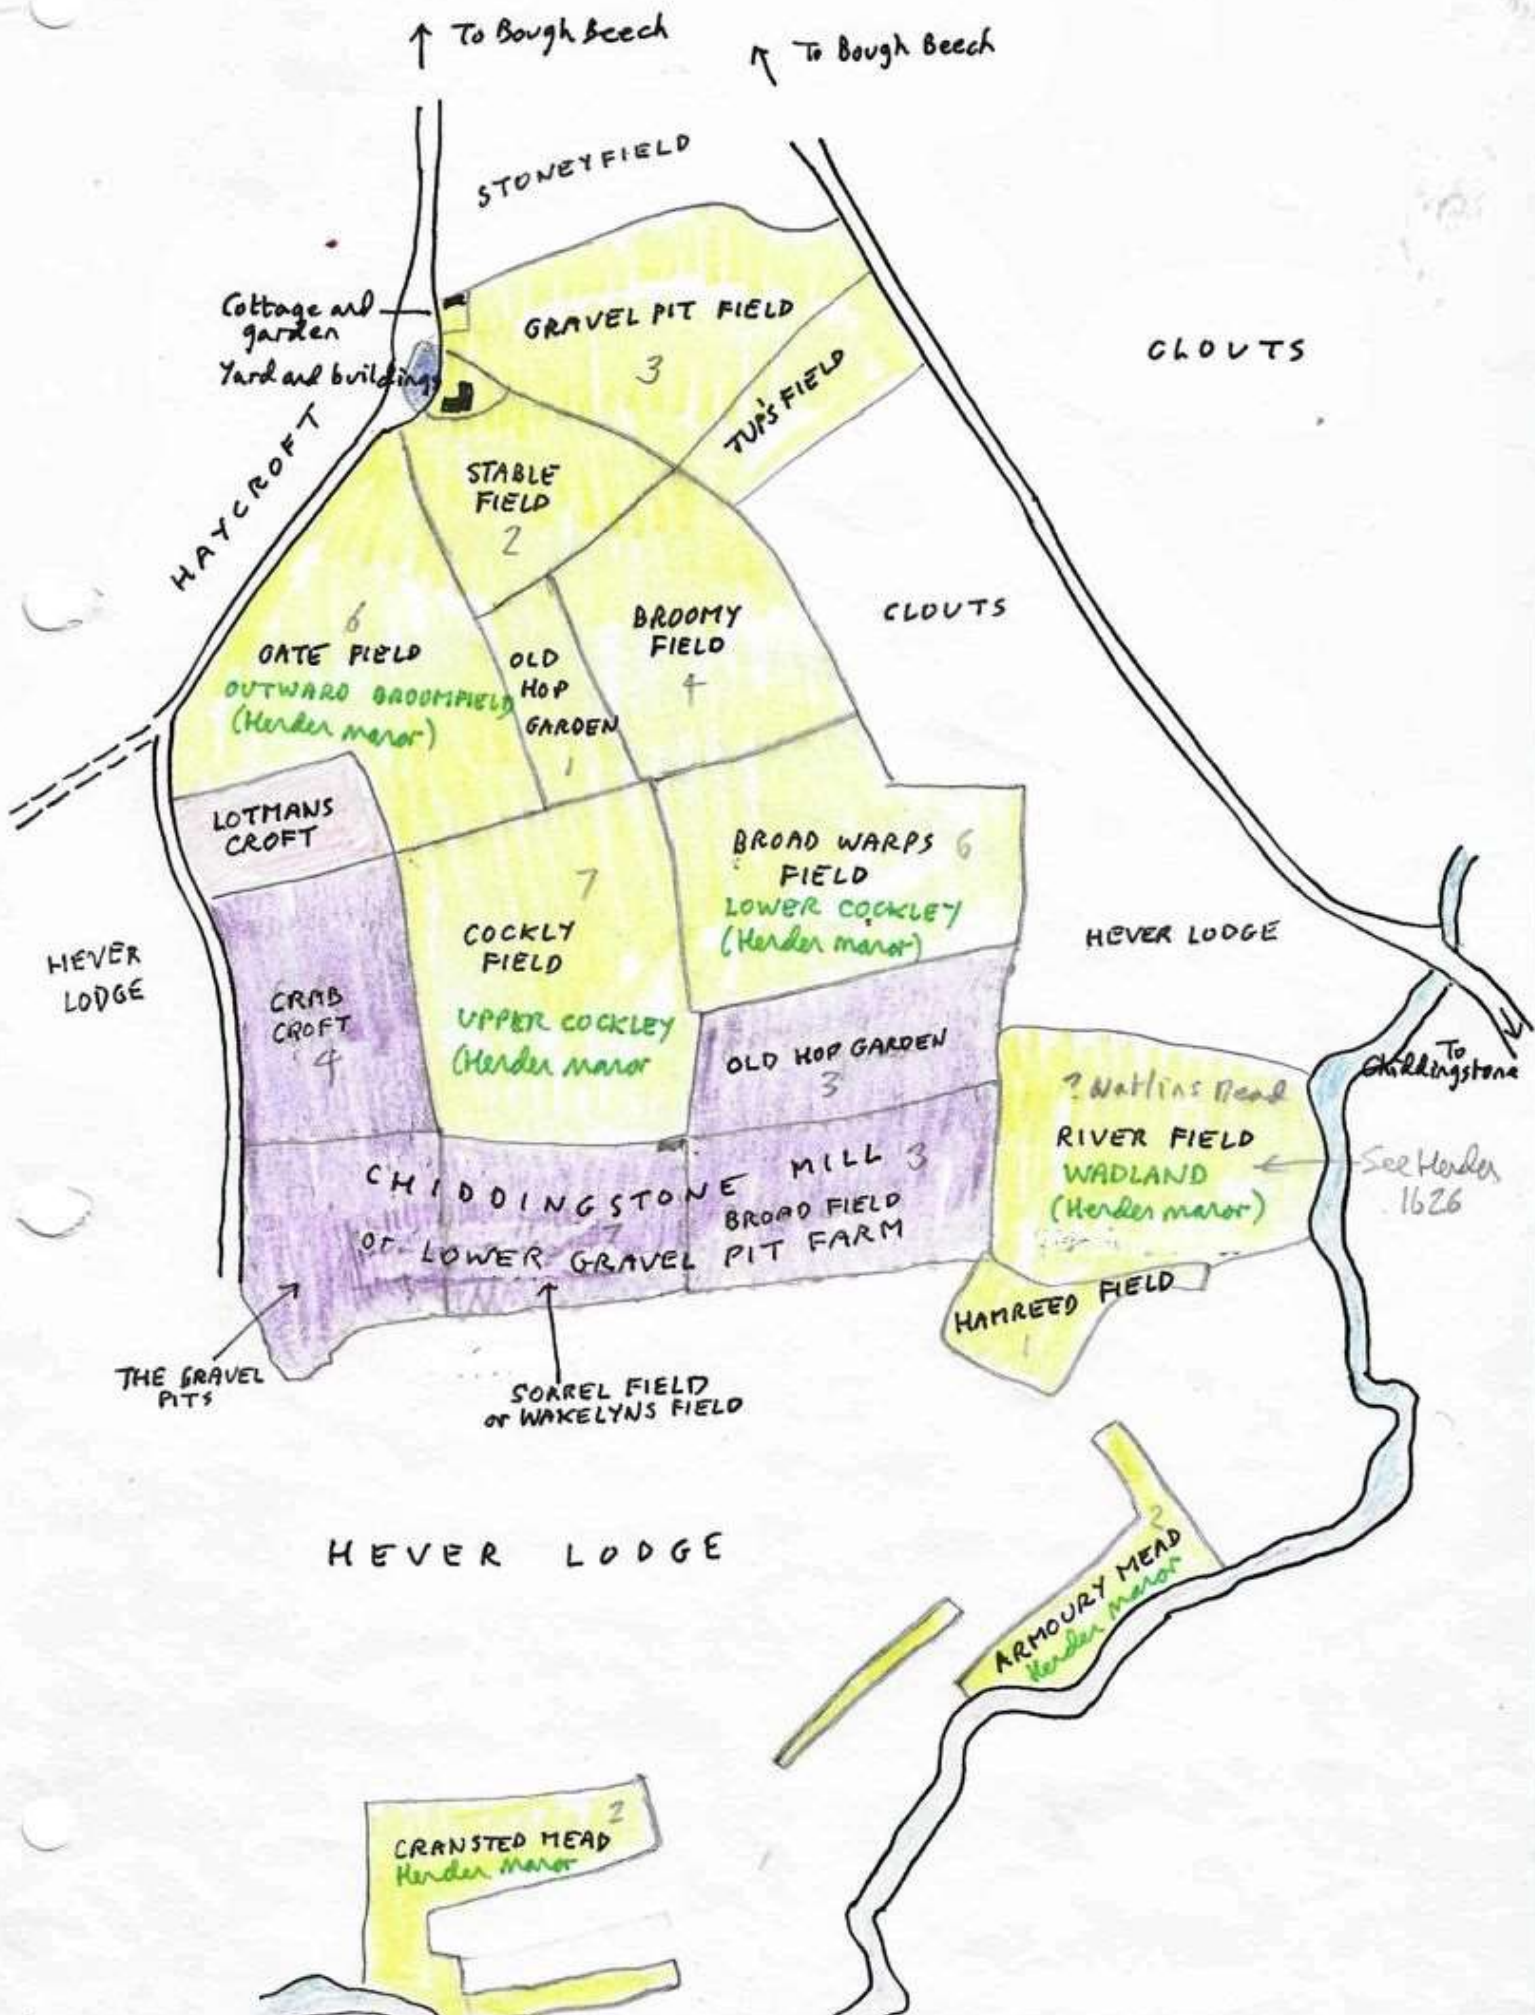 ↑ To Bough Beech
↖ To Bough Beech
STONEYFIELD
Cottage and
garden
Yard and buildings
GRAVEL PIT FIELD
3
TUP'S FIELD
CLOUTS
HAYCROFT
STABLE
FIELD
2
BROOMY
FIELD
4
CLOUTS
6
GATE FIELD
OUTWARD BROOMFIELD
(Herder manor)
OLD
HOP
GARDEN
1
LOTMANS
CROFT
BROAD WARPS 6
FIELD
LOWER COCKLEY
(Herder manor)
7
COCKLY
FIELD
UPPER COCKLEY
(Herder manor
HEVER LODGE
HEVER
LODGE
CRAB
CROFT
4
OLD HOP GARDEN
3
To
Chiddingstone
? Watlins Mead
RIVER FIELD
WADLAND
(Herder manor)
See Herder
1626
CHIDDINGSTONE MILL 3
BROAD FIELD
7
or LOWER GRAVEL PIT FARM
HAMREED FIELD
1
THE GRAVEL
PITS
SORREL FIELD
or WAKELYNS FIELD
HEVER LODGE
2
ARMOURY MEAD
Herder manor
2
CRANSTED MEAD
Herder manor